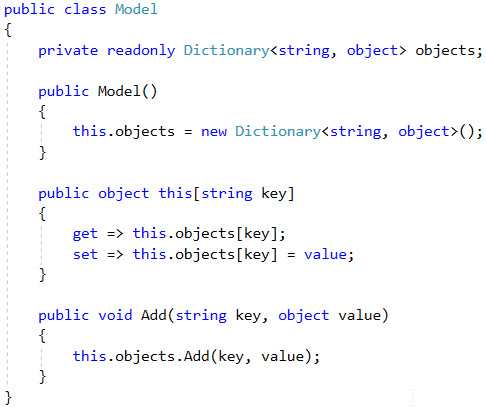 public class Model
{
    private readonly Dictionary<string, object> objects;

    public Model()
    {
        this.objects = new Dictionary<string, object>();
    }

    public object this[string key]
    {
        get => this.objects[key];
        set => this.objects[key] = value;
    }

    public void Add(string key, object value)
    {
        this.objects.Add(key, value);
    }
}